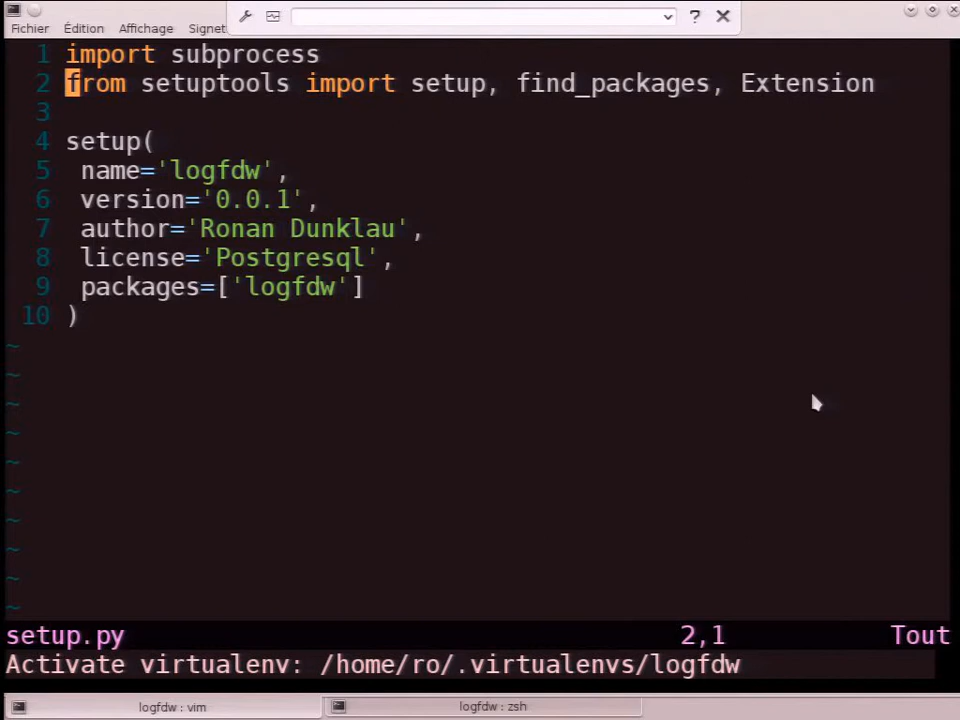 Fichier Édition Affichage Signet ?
1 import subprocess
2 from setuptools import setup, find_packages, Extension
3
4 setup(
5  name='logfdw',
6  version='0.0.1',
7  author='Ronan Dunklau',
8  license='Postgresql',
9  packages=['logfdw']
10 )
~
~
~
~
~
~
~
~
~
~
setup.py 2,1 Tout
Activate virtualenv: /home/ro/.virtualenvs/logfdw
logfdw : vim logfdw : zsh